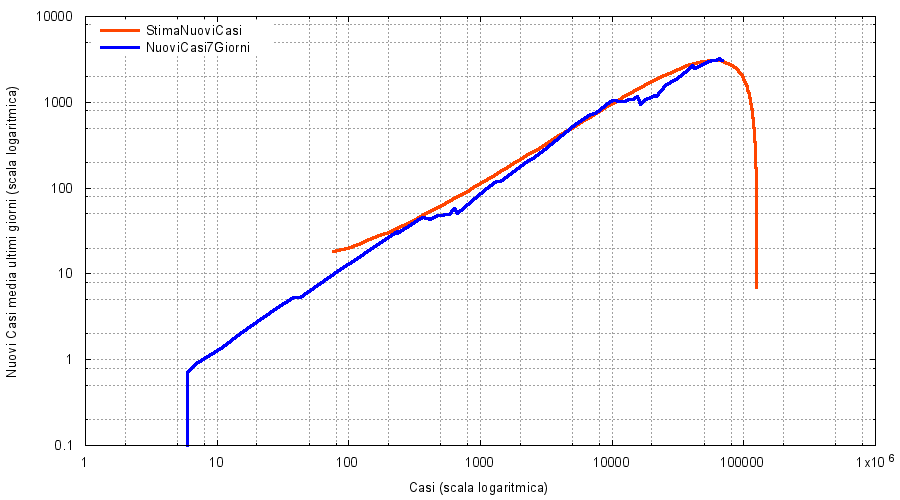 StimaNuoviCasi
NuoviCasi7Giorni
10000
1000
100
10
1
0.1
Nuovi Casi media ultimi giorni (scala logaritmica)
1 10 100 1000 10000 100000 1x10 6
Casi (scala logaritmica)